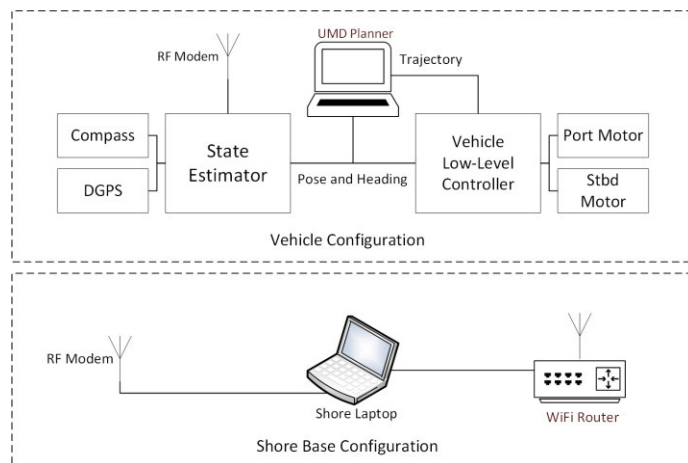 UMD Planner
RF Modem
Trajectory
Compass
DGPS
State
Estimator
Pose and Heading
Vehicle
Low-Level
Controller
Port Motor
Stbd
Motor
Vehicle Configuration
RF Modem
Shore Laptop
WiFi Router
Shore Base Configuration